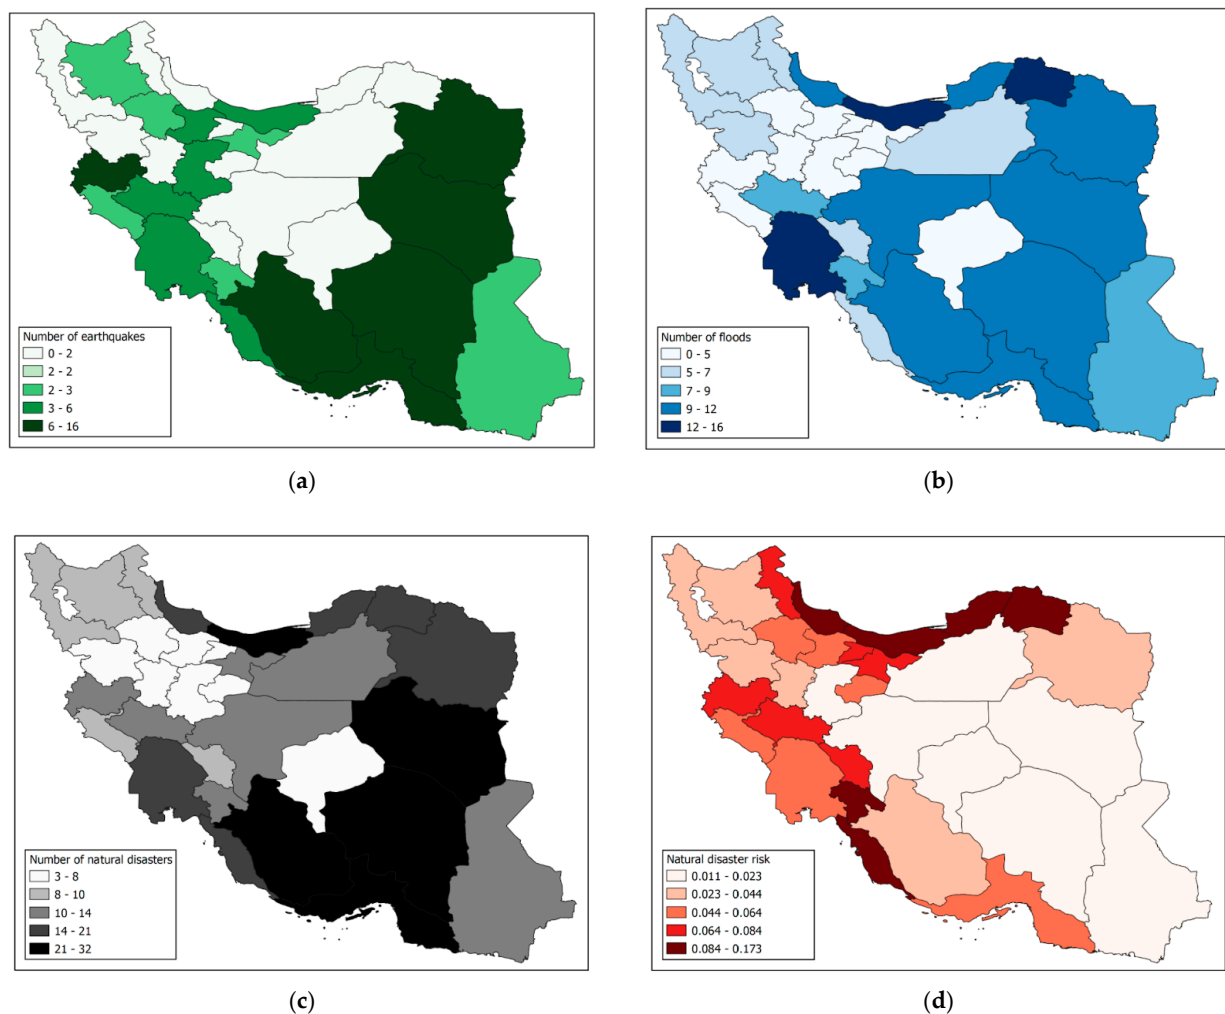 Number of earthquakes
0 - 2
2 - 2
2 - 3
3 - 6
6 - 16
(a)
Number of floods
0 - 5
5 - 7
7 - 9
9 - 12
12 - 16
(b)
Number of natural disasters
3 - 8
8 - 10
10 - 14
14 - 21
21 - 32
(c)
Natural disaster risk
0.011 - 0.023
0.023 - 0.044
0.044 - 0.064
0.064 - 0.084
0.084 - 0.173
(d)